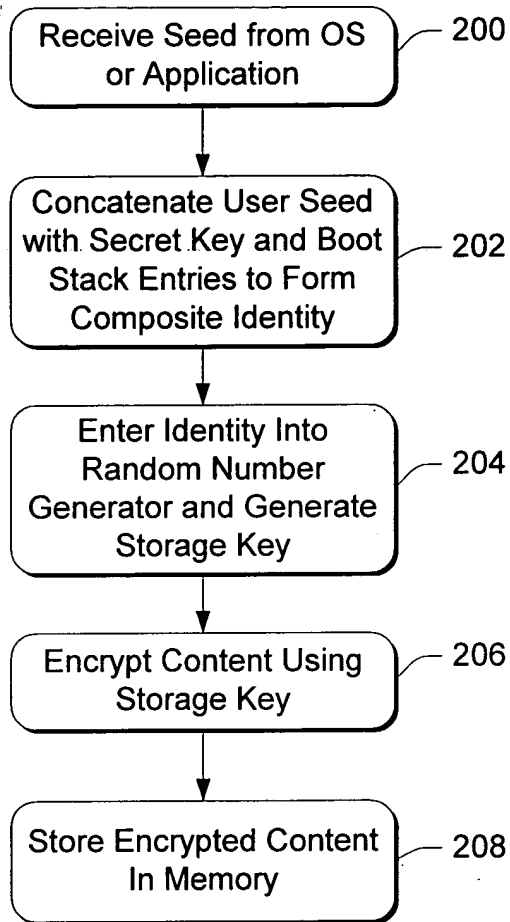 Receive Seed from OS
or Application
200
Concatenate User Seed
with Secret Key and Boot
Stack Entries to Form
Composite Identity
202
Enter Identity Into
Random Number
Generator and Generate
Storage Key
204
Encrypt Content Using
Storage Key
206
Store Encrypted Content
In Memory
208